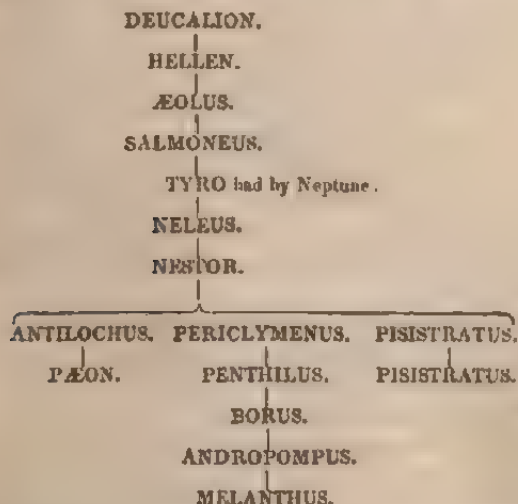 DEUCALION.
HELLEN.
ÆOLUS.
SALMONEUS.
TYRO had by Neptune.
NELEUS.
NESTOR.
ANTILOCHUS. PERICLYMENUS. PISISTRATUS.
PÆON. PENTHILUS. PISISTRATUS.
BORUS.
ANDROPOMPUS.
MELANTHUS.